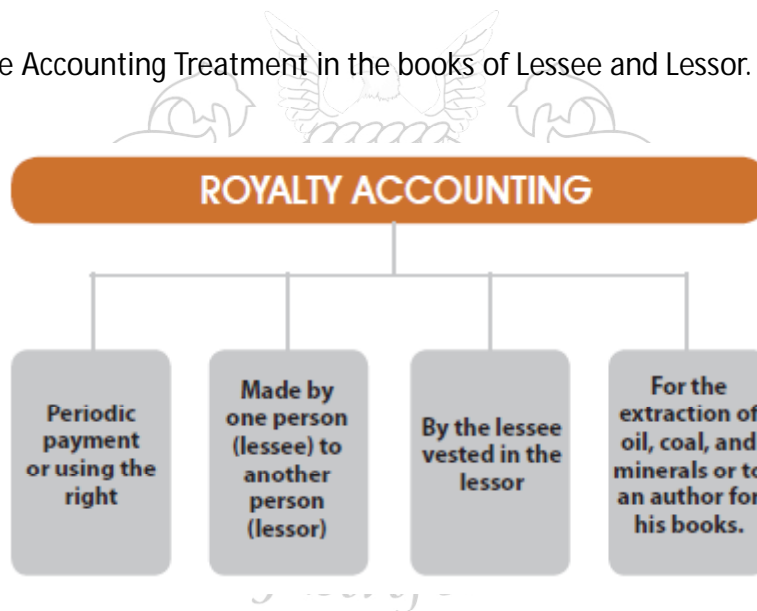 e Accounting Treatment in the books of Lessee and Lessor.
ROYALTY ACCOUNTING
Periodic
payment
or using the
right
Made by
one person
(lessee) to
another
person
(lessor)
By the lessee
vested in the
lessor
For the
extraction of
oil, coal, and
minerals or to
an author for
his books.